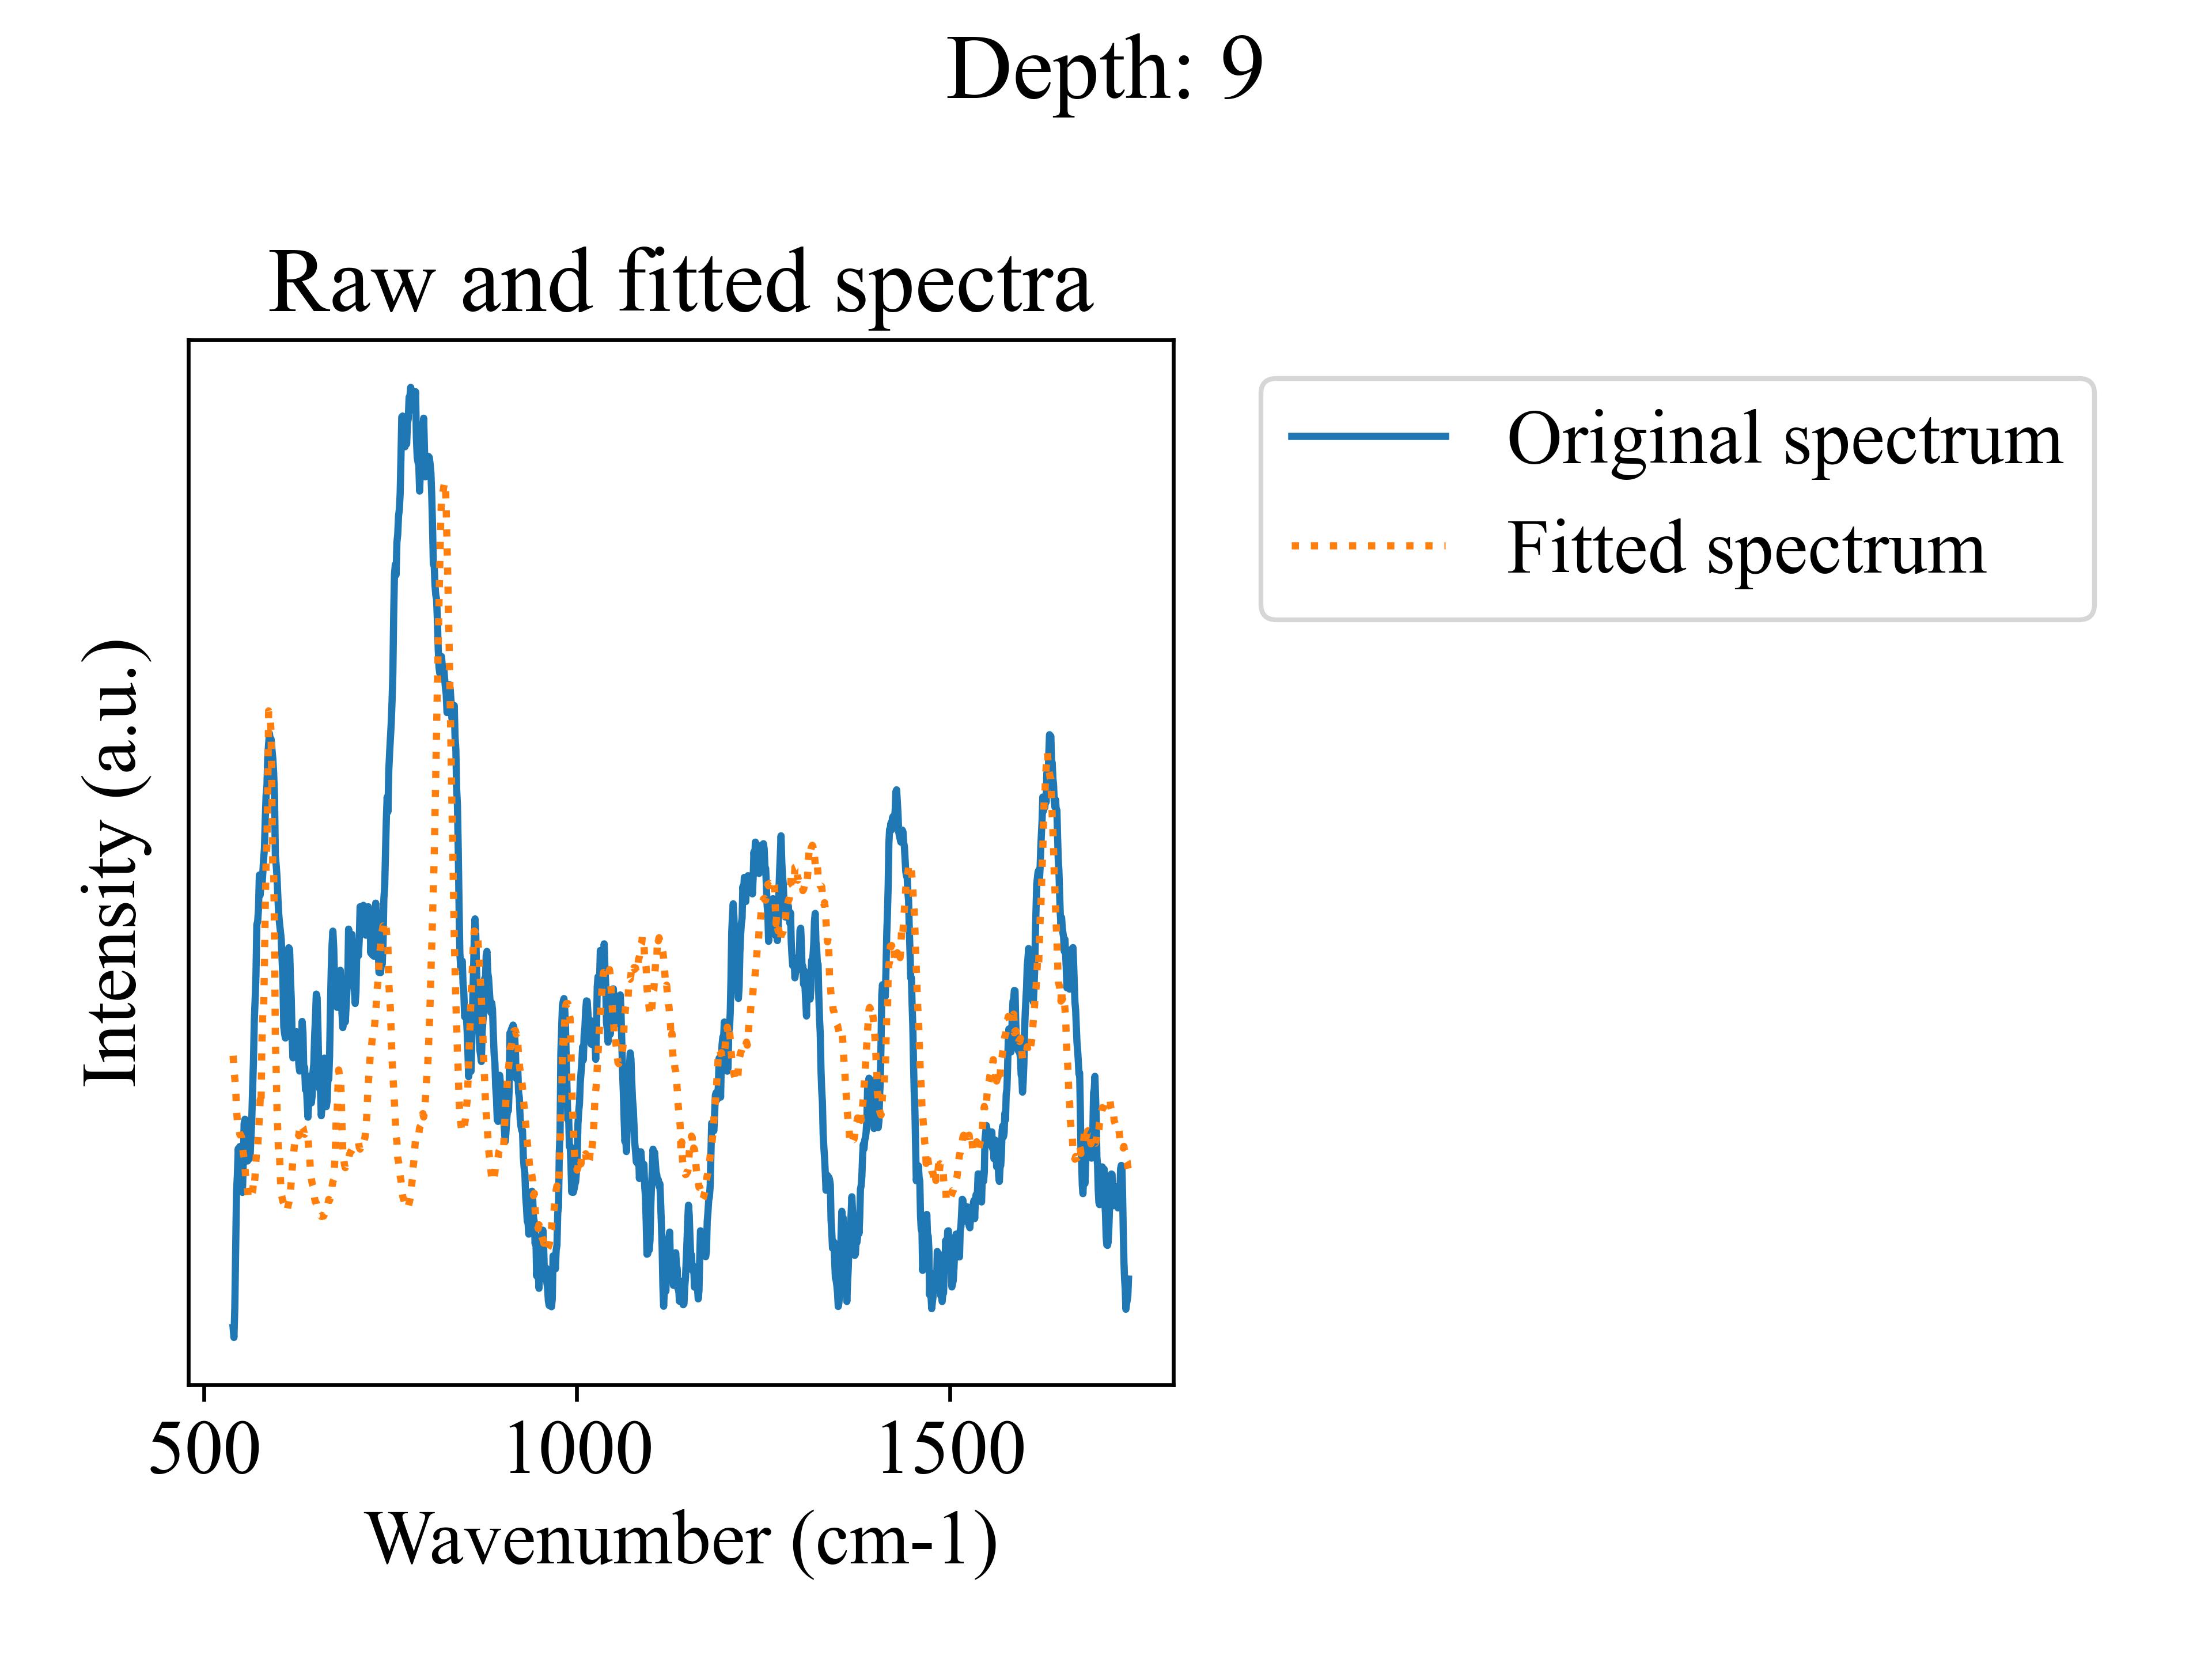 Depth: 9
Raw and fitted spectra
Original spectrum
Fitted spectrum
Intensity (a.u.)
500 1000 1500
Wavenumber (cm-1)